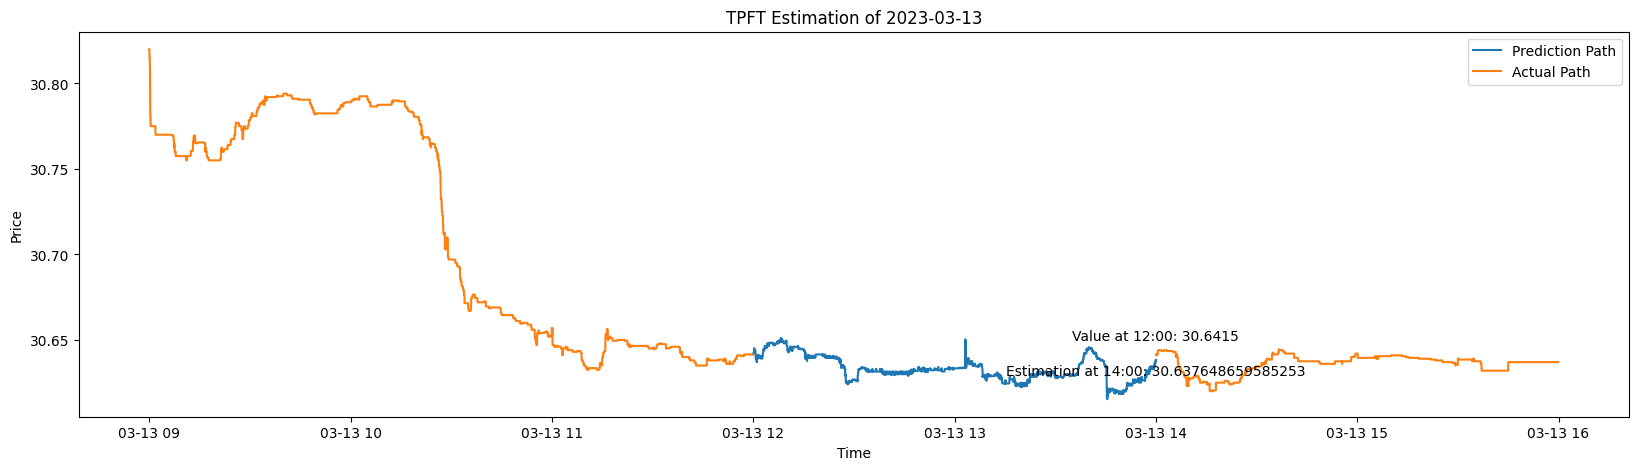 TPFT Estimation of 2023-03-13
Prediction Path
Actual Path
30.80
30.75
30.70
30.65
Price
Value at 12:00: 30.6415
Estimation at 14:00: 30.637648659585253
03-13 09
03-13 10
03-13 11
03-13 12
03-13 13
03-13 14
03-13 15
03-13 16
Time